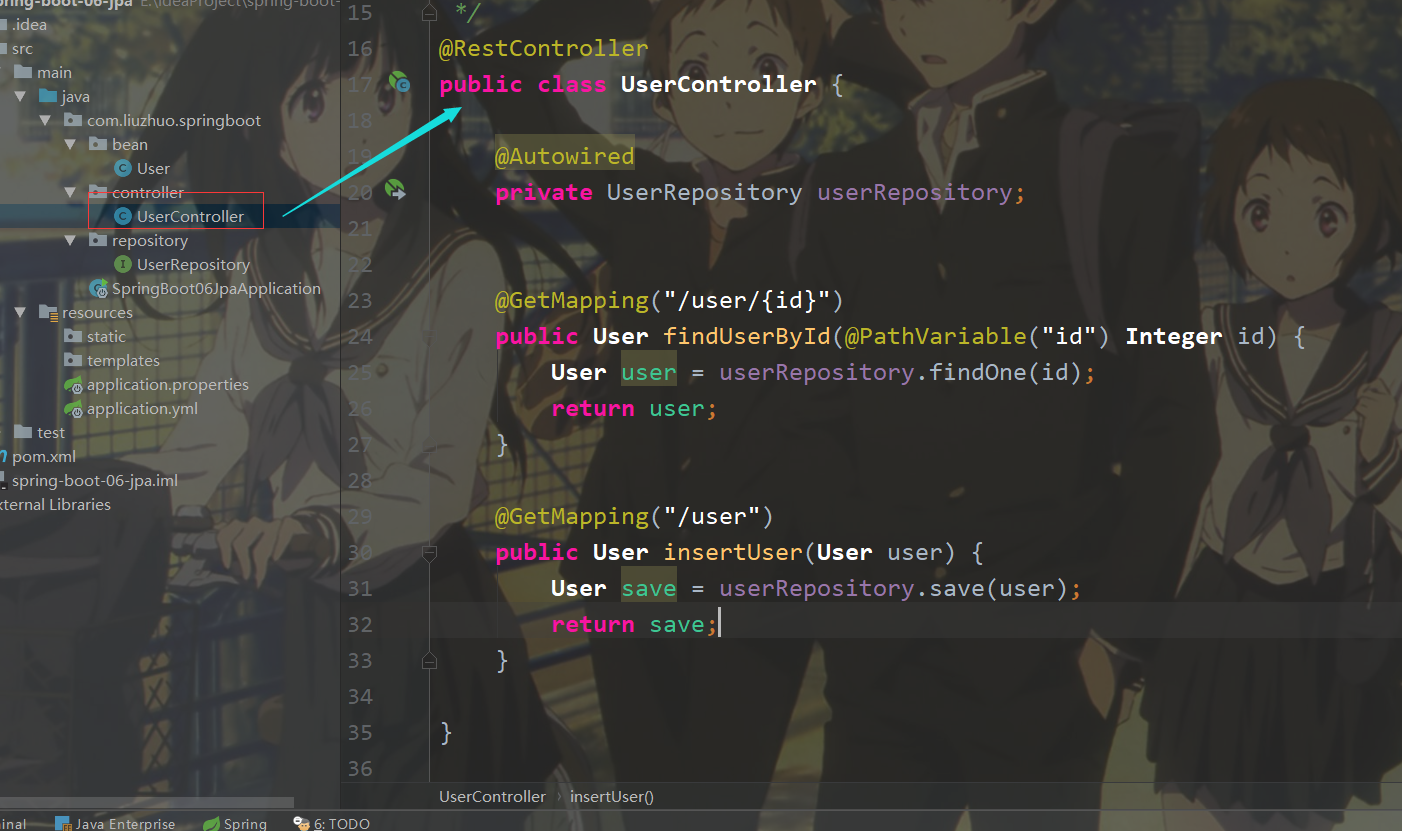 spring-boot-06-jpa E:\IdeaProject\spring-boot-
.idea
src
main
java
com.liuzhuo.springboot
bean
User
controller
UserController
repository
UserRepository
SpringBoot06JpaApplication
resources
static
templates
application.properties
application.yml
test
pom.xml
spring-boot-06-jpa.iml
xternal Libraries
15 */
16 @RestController
17 public class UserController {
18
19 @Autowired
20 private UserRepository userRepository;
21
22
23 @GetMapping("/user/{id}")
24 public User findUserById(@PathVariable("id") Integer id) {
25 User user = userRepository.findOne(id);
26 return user;
27 }
28
29 @GetMapping("/user")
30 public User insertUser(User user) {
31 User save = userRepository.save(user);
32 return save;
33 }
34
35 }
36
UserController › insertUser()
inal Java Enterprise Spring 6: TODO